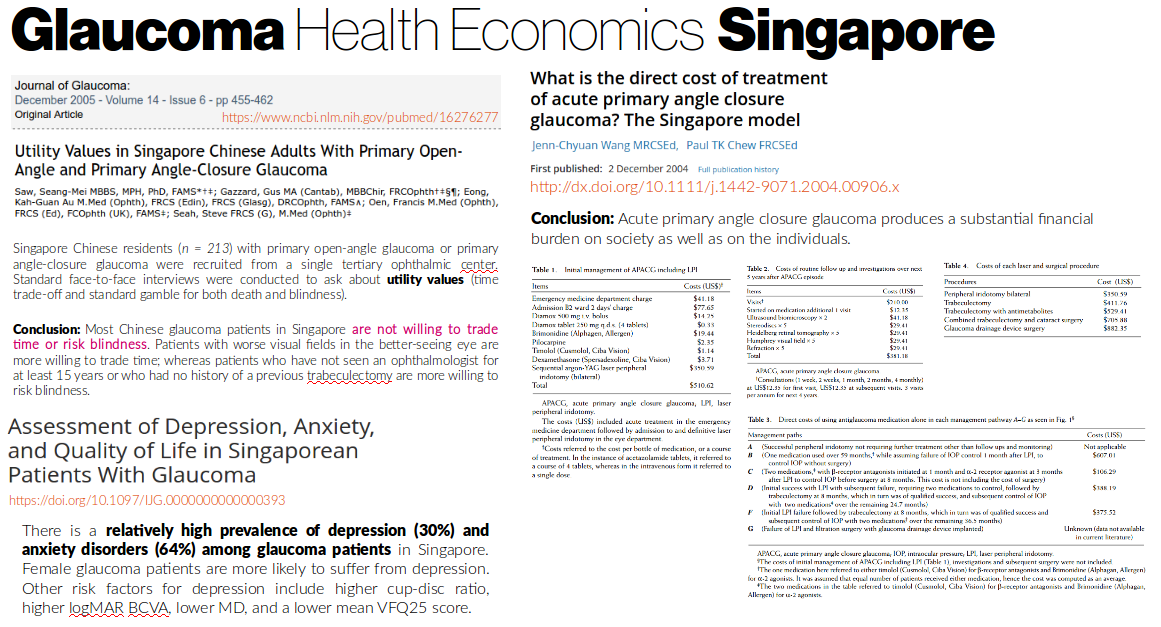 Glaucoma Health Economics Singapore
Journal of Glaucoma:
December 2005 - Volume 14 - Issue 6 - pp 455-462
Original Article
https://www.ncbi.nlm.nih.gov/pubmed/16276277
Utility Values in Singapore Chinese Adults With Primary Open-
Angle and Primary Angle-Closure Glaucoma
Saw, Seang-Mei MBBS, MPH, PhD, FAMS*†‡; Gazzard, Gus MA (Cantab), MBBChir, FRCOphth†‡§¶; Eong,
Kah-Guan Au M.Med (Ophth), FRCS (Edin), FRCS (Glasg), DRCOphth, FAMS∧; Oen, Francis M.Med (Ophth),
FRCS (Ed), FCOphth (UK), FAMS‡; Seah, Steve FRCS (G), M.Med (Ophth)‡
Singapore Chinese residents (n = 213) with primary open-angle glaucoma or primary
angle-closure glaucoma were recruited from a single tertiary ophthalmic center.
Standard face-to-face interviews were conducted to ask about utility values (time
trade-off and standard gamble for both death and blindness).
Conclusion: Most Chinese glaucoma patients in Singapore are not willing to trade
time or risk blindness. Patients with worse visual fields in the better-seeing eye are
more willing to trade time; whereas patients who have not seen an ophthalmologist for
at least 15 years or who had no history of a previous trabeculectomy are more willing to
risk blindness.
Assessment of Depression, Anxiety,
and Quality of Life in Singaporean
Patients With Glaucoma
https://doi.org/10.1097/IJG.0000000000000393
There is a relatively high prevalence of depression (30%) and
anxiety disorders (64%) among glaucoma patients in Singapore.
Female glaucoma patients are more likely to suffer from depression.
Other risk factors for depression include higher cup-disc ratio,
higher logMAR BCVA, lower MD, and a lower mean VFQ25 score.
What is the direct cost of treatment
of acute primary angle closure
glaucoma? The Singapore model
Jenn-Chyuan Wang MRCSEd, Paul TK Chew FRCSEd
First published: 2 December 2004 Full publication history
http://dx.doi.org/10.1111/j.1442-9071.2004.00906.x
Conclusion: Acute primary angle closure glaucoma produces a substantial financial
burden on society as well as on the individuals.
Table 1. Initial management of APACG including LPI
Items Costs (US$)†
Emergency medicine department charge $41.18
Admission B2 ward 2 days' charge $77.65
Diamox 500 mg i.v. bolus $14.25
Diamox tablet 250 mg q.d.s. (4 tablets) $0.33
Brimonidine (Alphagan, Allergen) $19.44
Pilocarpine $2.35
Timolol (Cusmolol, Ciba Vision) $1.14
Dexamethasone (Spersadexoline, Ciba Vision) $3.71
Sequential argon-YAG laser peripheral $350.59
iridotomy (bilateral)
Total $510.62
APACG, acute primary angle closure glaucoma; LPI, laser
peripheral iridotomy.
The costs (US$) included acute treatment in the emergency
medicine department followed by admission to and definitive laser
peripheral iridotomy in the eye department.
†Costs referred to the cost per bottle of medication, or a course
of treatment. In the instance of acetazolamide tablets, it referred to
a course of 4 tablets, whereas in the intravenous form it referred to
a single dose
Table 2. Costs of routine follow up and investigations over next
5 years after APACG episode
Items Costs (US$)
Visits† $210.00
Started on medication additional 1 visit $12.35
Ultrasound biomicroscopy × 2 $41.18
Stereodiscs × 5 $29.41
Heidelberg retinal tomography × 5 $29.41
Humphrey visual field × 5 $29.41
Refraction × 5 $29.41
Total $381.18
APACG, acute primary angle closure glaucoma
†Consultations (1 week, 2 weeks, 1 month, 2 months, 4 monthly)
at US$12.35 for first visit, US$12.35 at subsequent visits. 3 visits
per annum for next 4 years.
Table 4. Costs of each laser and surgical procedure
Procedures Cost (US$)
Peripheral iridotomy bilateral $350.59
Trabeculectomy $411.76
Trabeculectomy with antimetabolites $529.41
Combined trabeculectomy and cataract surgery $705.88
Glaucoma drainage device surgery $882.35
Table 3. Direct costs of using antiglaucoma medication alone in each management pathway A–G as seen in Fig. 1§
Management paths Costs (US$)
A (Successful peripheral iridotomy not requiring further treatment other than follow ups and monitoring) Not applicable
B (One medication used over 59 months,† while assuming failure of IOP control 1 month after LPI, to $607.01
control IOP without surgery)
C (Two medications,‡ with β-receptor antagonists initiated at 1 month and α-2 receptor agonist at 3 months $106.29
after LPI to control IOP before surgery at 8 months. This cost is not including the cost of surgery)
D (Initial success with LPI with subsequent failure, requiring two medications to control, followed by $388.19
trabeculectomy at 8 months, which in turn was of qualified success, and subsequent control of IOP
with two medications‡ over the remaining 24.7 months)
F (Initial LPI failure followed by trabeculectomy at 8 months, which in turn was of qualified success and $375.52
subsequent control of IOP with two medications† over the remaining 36.5 months)
G (Failure of LPI and filtration surgery with glaucoma drainage device implanted) Unknown (data not available
in current literature)
APACG, acute primary angle closure glaucoma; IOP, intraocular pressure; LPI, laser peripheral iridotomy.
§The costs of initial management of APACG including LPI (Table 1), investigations and subsequent surgery were not included
†The one medication here referred to either timolol (Cusmolol, Ciba Vision) for β-receptor antagonists and Brimonidine (Alphagan, Allergen)
for α-2 agonists. It was assumed that equal number of patients received either medication, hence the cost was computed as an average.
‡The two medications in the table referred to timolol (Cusmolol, Ciba Vision) for β-receptor antagonists and Brimonidine (Alphagan,
Allergen) for α-2 agonists.